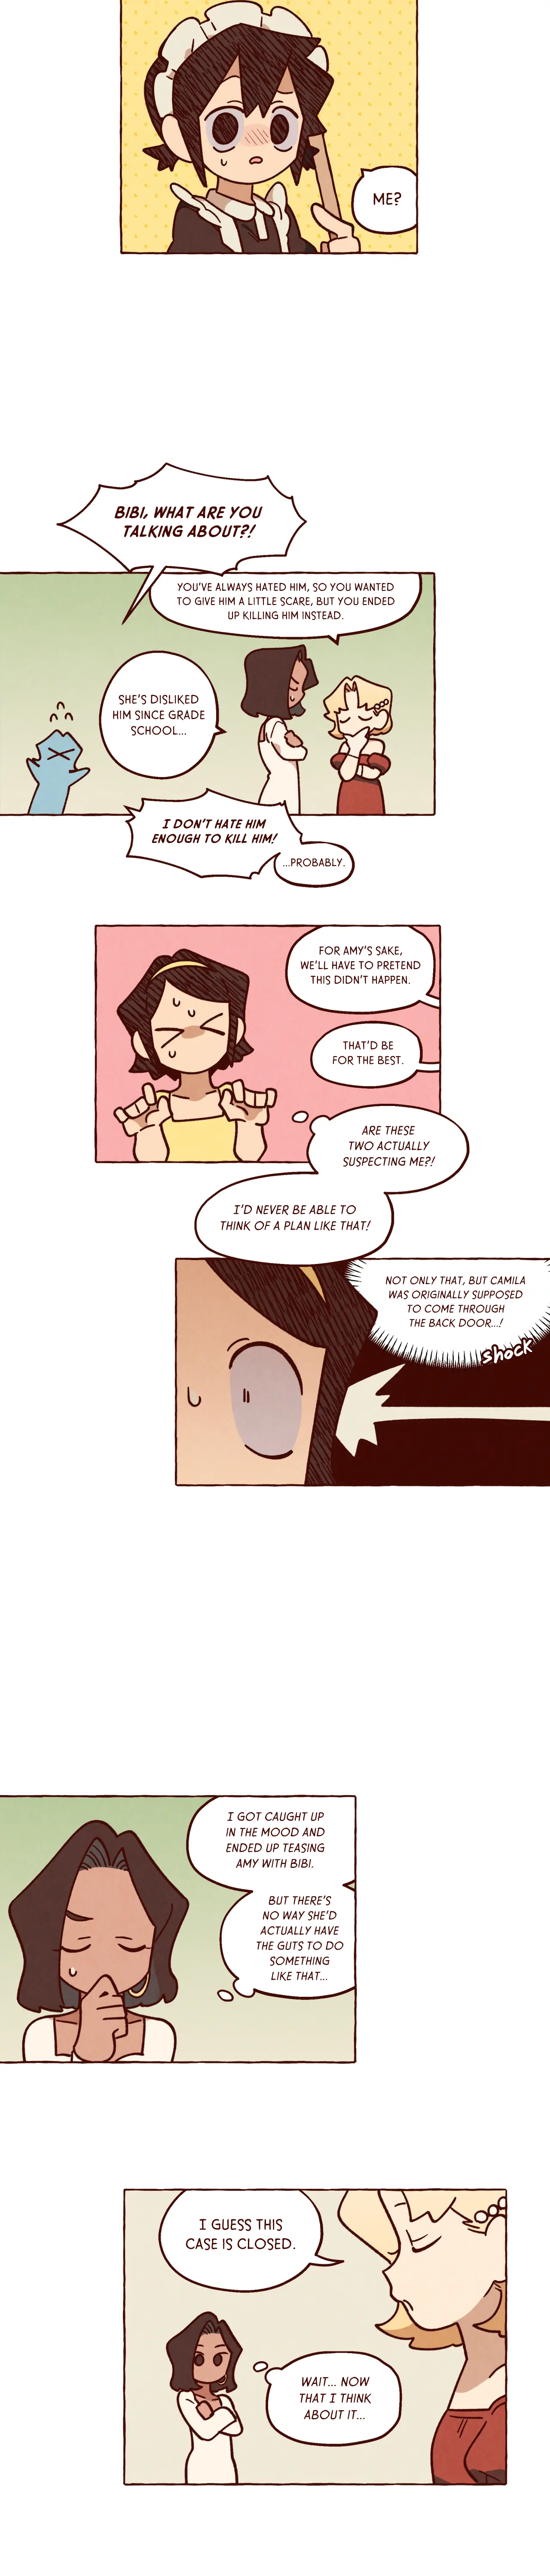 ME?
BIBI, WHAT ARE YOU
TALKING ABOUT?!
YOU'VE ALWAYS HATED HIM, SO YOU WANTED
TO GIVE HIM A LITTLE SCARE, BUT YOU ENDED
UP KILLING HIM INSTEAD.
SHE'S DISLIKED
HIM SINCE GRADE
SCHOOL...
I DON'T HATE HIM
ENOUGH TO KILL HIM!
...PROBABLY.
FOR AMY'S SAKE,
WE'LL HAVE TO PRETEND
THIS DIDN'T HAPPEN.
THAT'D BE
FOR THE BEST.
ARE THESE
TWO ACTUALLY
SUSPECTING ME?!
I'D NEVER BE ABLE TO
THINK OF A PLAN LIKE THAT!
NOT ONLY THAT, BUT CAMILA
WAS ORIGINALLY SUPPOSED
TO COME THROUGH
THE BACK DOOR...!
shock
I GOT CAUGHT UP
IN THE MOOD AND
ENDED UP TEASING
AMY WITH BIBI.
BUT THERE'S
NO WAY SHE'D
ACTUALLY HAVE
THE GUTS TO DO
SOMETHING
LIKE THAT...
I GUESS THIS
CASE IS CLOSED.
WAIT... NOW
THAT I THINK
ABOUT IT...